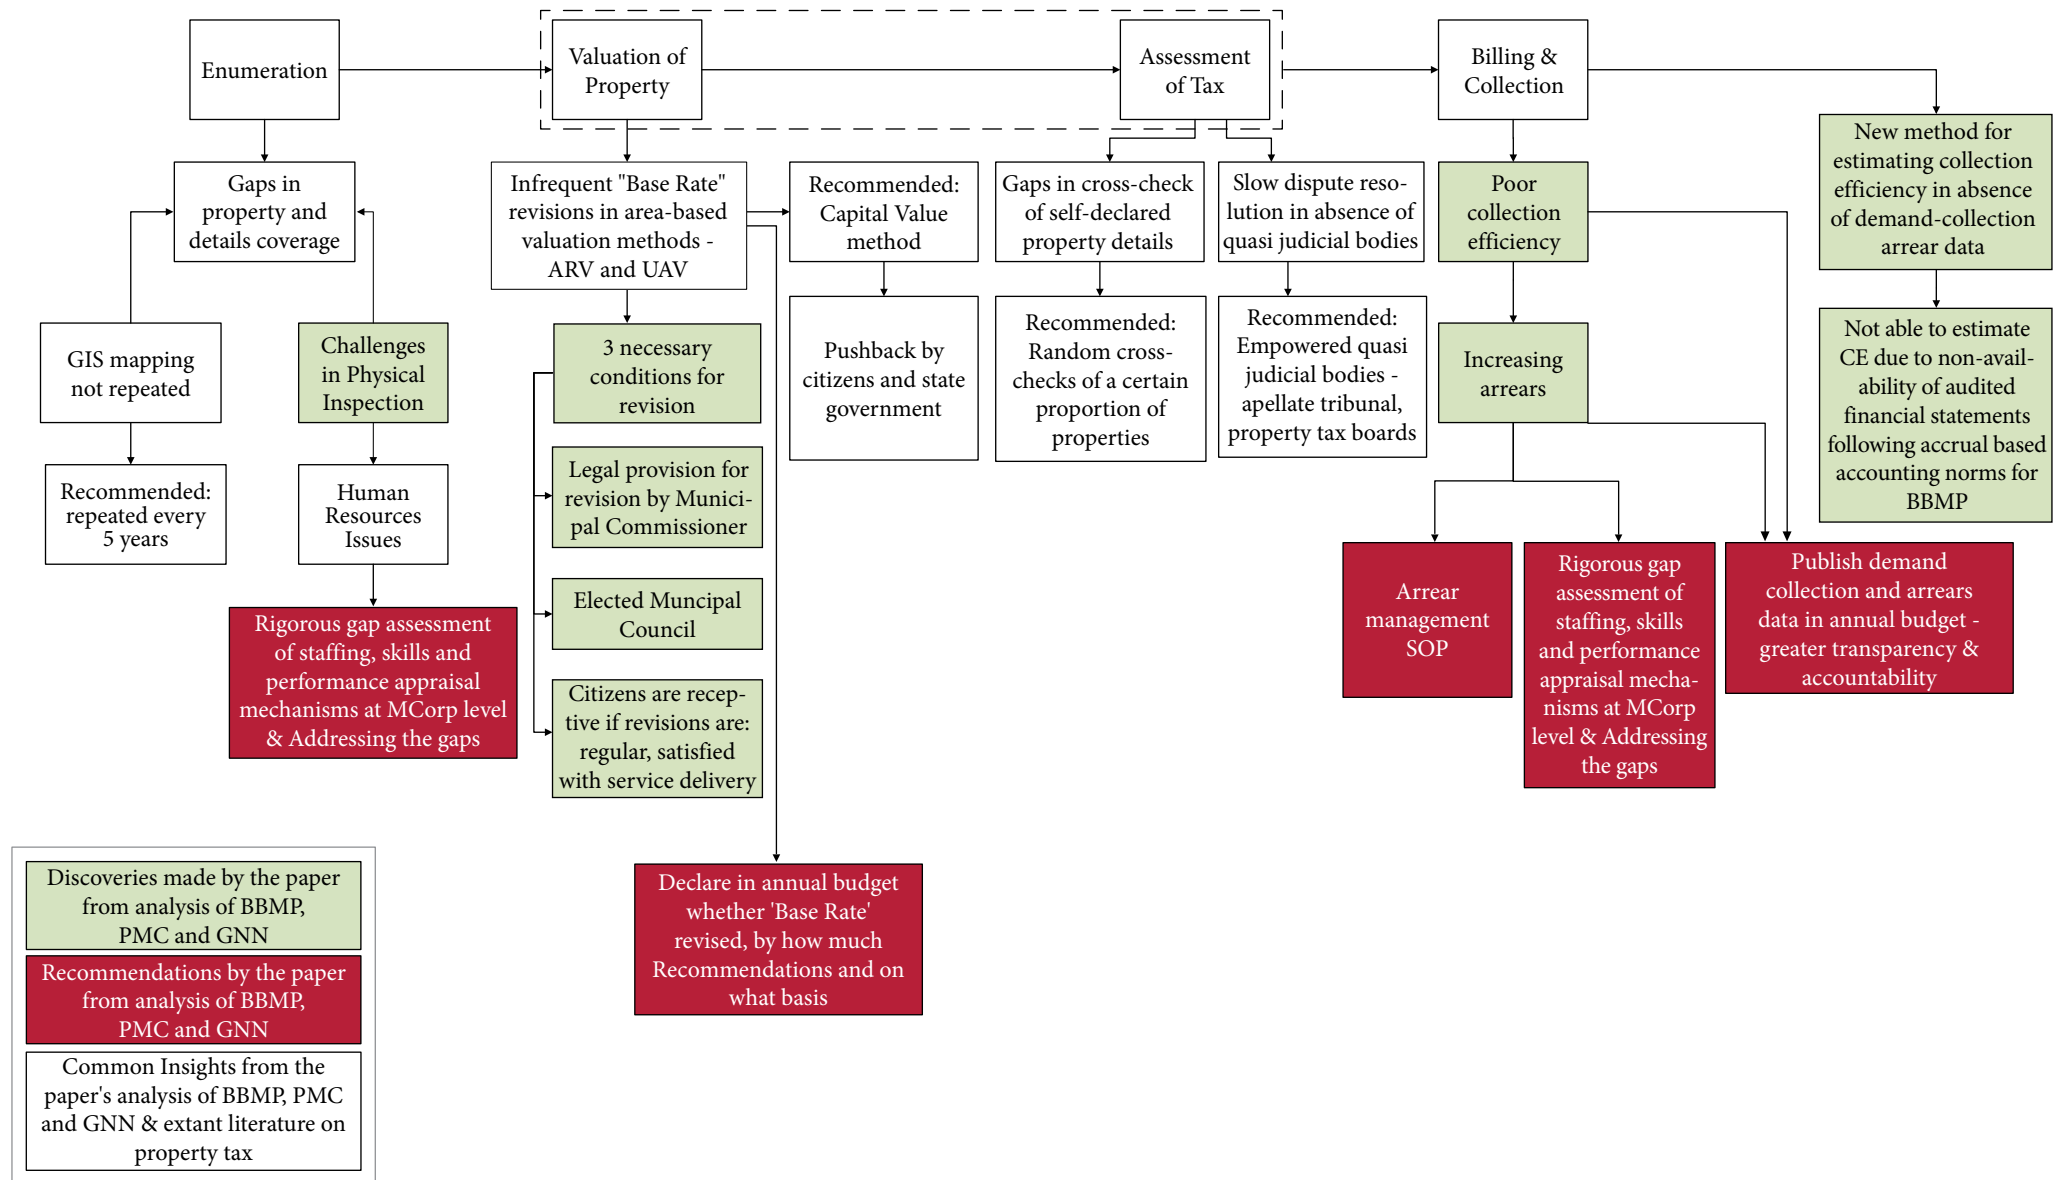 Enumeration
Valuation of
Property
Assessment
of Tax
Billing &
Collection
New method for
estimating collection
efficiency in absence
of demand-collection
arrear data
Gaps in
property and
details coverage
Infrequent "Base Rate"
revisions in area-based
valuation methods -
ARV and UAV
Recommended:
Capital Value
method
Gaps in cross-check
of self-declared
property details
Slow dispute reso-
lution in absence of
quasi judicial bodies
Poor
collection
efficiency
GIS mapping
not repeated
Challenges
in Physical
Inspection
3 necessary
conditions for
revision
Pushback by
citizens and state
government
Recommended:
Random cross-
checks of a certain
proportion of
properties
Recommended:
Empowered quasi
judicial bodies -
apellate tribunal,
property tax boards
Increasing
arrears
Not able to estimate
CE due to non-avail-
ability of audited
financial statements
following accrual based
accounting norms for
BBMP
Recommended:
repeated every
5 years
Human
Resources
Issues
Legal provision for
revision by Munici-
pal Commissioner
Elected Muncipal
Council
Citizens are recep-
tive if revisions are:
regular, satisfied
with service delivery
Rigorous gap assessment
of staffing, skills and
performance appraisal
mechanisms at MCorp level
& Addressing the gaps
Arrear
management
SOP
Rigorous gap
assessment of
staffing, skills
and performance
appraisal mecha-
nisms at MCorp
level & Addressing
the gaps
Publish demand
collection and arrears
data in annual budget -
greater transparency &
accountability
Declare in annual budget
whether 'Base Rate'
revised, by how much
Recommendations and on
what basis
Discoveries made by the paper
from analysis of BBMP,
PMC and GNN
Recommendations by the paper
from analysis of BBMP,
PMC and GNN
Common Insights from the
paper's analysis of BBMP, PMC
and GNN & extant literature on
property tax